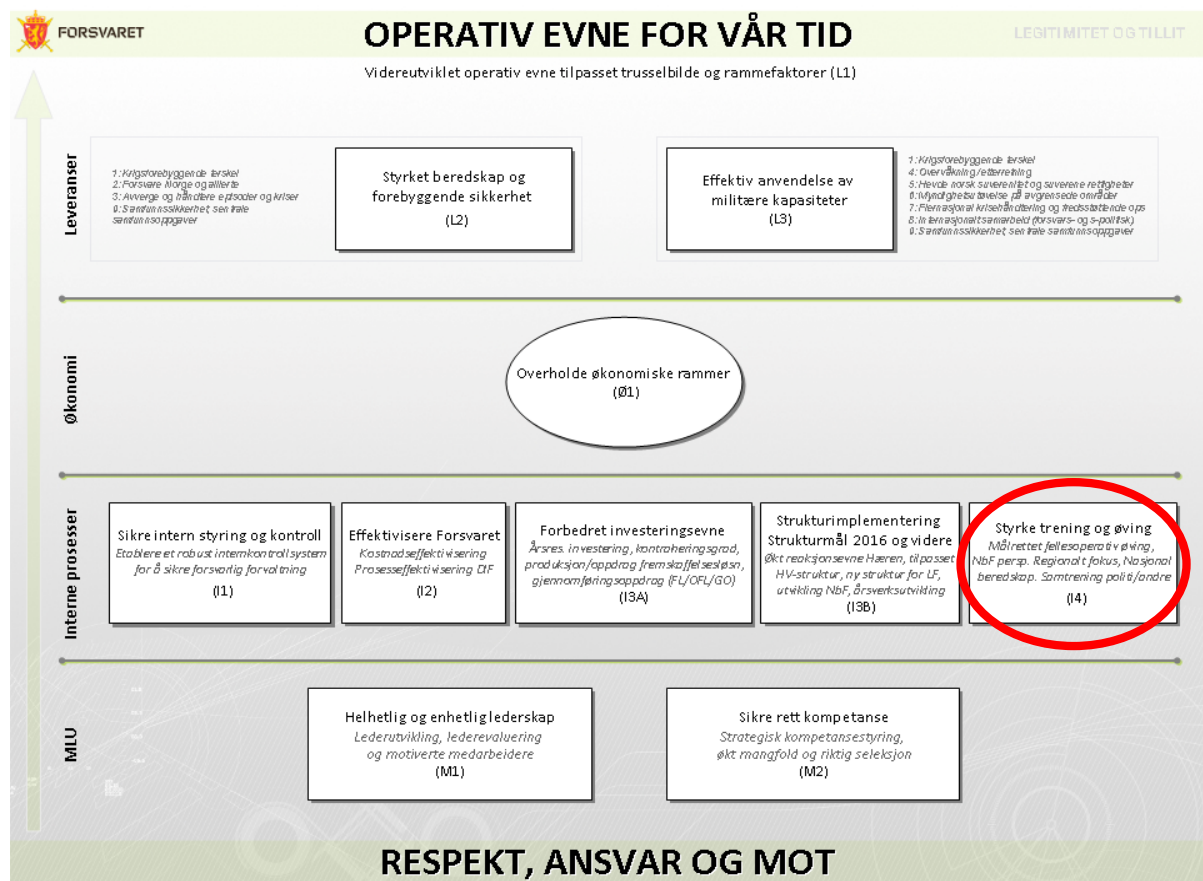 FORSVARET
OPERATIV EVNE FOR VÅR TID
LEGITIMITET OG TILLIT
Videreutviklet operativ evne tilpasset trusselbilde og rammefaktorer (L1)
Leveranser
1: Krigsforebyggende terskel
2: Forsvare Norge og allierte
3: Avverge og håndtere episoder og kriser
9: Samfunnssikkerhet, sentrale
samfunnsoppgaver
Styrket beredskap og
forebyggende sikkerhet
(L2)
Effektiv anvendelse av
militære kapasiteter
(L3)
1: Krigsforebyggende terskel
4: Overvåkning/etterretning
5: Hevde norsk suverenitet og suverene rettigheter
6: Myndighetsutøvelse på avgrensede områder
7: Flernasjonal krisehåndtering og fredsstøttende ops
8: Internasjonalt samarbeid (forsvars- og s-politisk)
9: Samfunnssikkerhet, sentrale samfunnsoppgaver
Økonomi
Overholde økonomiske rammer
(Ø1)
Interne prosesser
Sikre intern styring og kontroll
Etablere et robust internkontrollsystem
for å sikre forsvarlig forvaltning
(I1)
Effektivisere Forsvaret
Kostnadseffektivisering
Prosesseffektivisering DIF
(I2)
Forbedret investeringsevne
Årsres. investering, kontraheringsgrad,
produksjon/oppdrag fremskaffelsesløsn,
gjennomføringsoppdrag (FL/OFL/GO)
(I3A)
Strukturimplementering
Strukturmål 2016 og videre
Økt reaksjonsevne Hæren, tilpasset
HV-struktur, ny struktur for LF,
utvikling NbF, årsverksutvikling
(I3B)
Styrke trening og øving
Målrettet fellesoperativ øving,
NbF persp. Regionalt fokus, Nasjonal
beredskap. Samtrening politi/andre
(I4)
MLU
Helhetlig og enhetlig lederskap
Lederutvikling, lederevaluering
og motiverte medarbeidere
(M1)
Sikre rett kompetanse
Strategisk kompetansestyring,
økt mangfold og riktig seleksjon
(M2)
RESPEKT, ANSVAR OG MOT